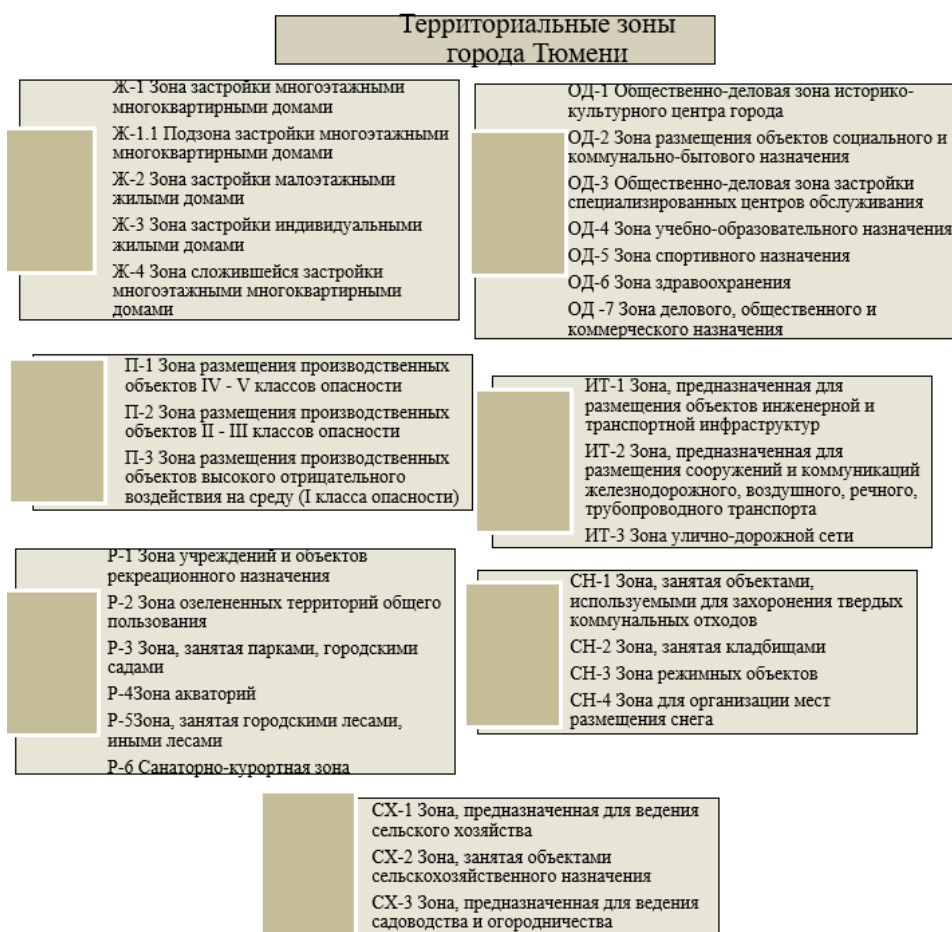 Территориальные зоны
города Тюмени
Ж-1 Зона застройки многоэтажными
многоквартирными домами
Ж-1.1 Подзона застройки многоэтажными
многоквартирными домами
Ж-2 Зона застройки малоэтажными
жилыми домами
Ж-3 Зона застройки индивидуальными
жилыми домами
Ж-4 Зона сложившейся застройки
многоэтажными многоквартирными
домами
ОД-1 Общественно-деловая зона историко-
культурного центра города
ОД-2 Зона размещения объектов социального и
коммунально-бытового назначения
ОД-3 Общественно-деловая зона застройки
специализированных центров обслуживания
ОД-4 Зона учебно-образовательного назначения
ОД-5 Зона спортивного назначения
ОД-6 Зона здравоохранения
ОД -7 Зона делового, общественного и
коммерческого назначения
П-1 Зона размещения производственных
объектов IV - V классов опасности
П-2 Зона размещения производственных
объектов II - III классов опасности
П-3 Зона размещения производственных
объектов высокого отрицательного
воздействия на среду (I класса опасности)
ИТ-1 Зона, предназначенная для
размещения объектов инженерной и
транспортной инфраструктур
ИТ-2 Зона, предназначенная для
размещения сооружений и коммуникаций
железнодорожного, воздушного, речного,
трубопроводного транспорта
ИТ-3 Зона улично-дорожной сети
Р-1 Зона учреждений и объектов
рекреационного назначения
Р-2 Зона озелененных территорий общего
пользования
Р-3 Зона, занятая парками, городскими
садами
Р-4Зона акваторий
Р-5Зона, занятая городскими лесами,
иными лесами
Р-6 Санаторно-курортная зона
СН-1 Зона, занятая объектами,
используемыми для захоронения твердых
коммунальных отходов
СН-2 Зона, занятая кладбищами
СН-3 Зона режимных объектов
СН-4 Зона для организации мест
размещения снега
СХ-1 Зона, предназначенная для ведения
сельского хозяйства
СХ-2 Зона, занятая объектами
сельскохозяйственного назначения
СХ-3 Зона, предназначенная для ведения
садоводства и огородничества